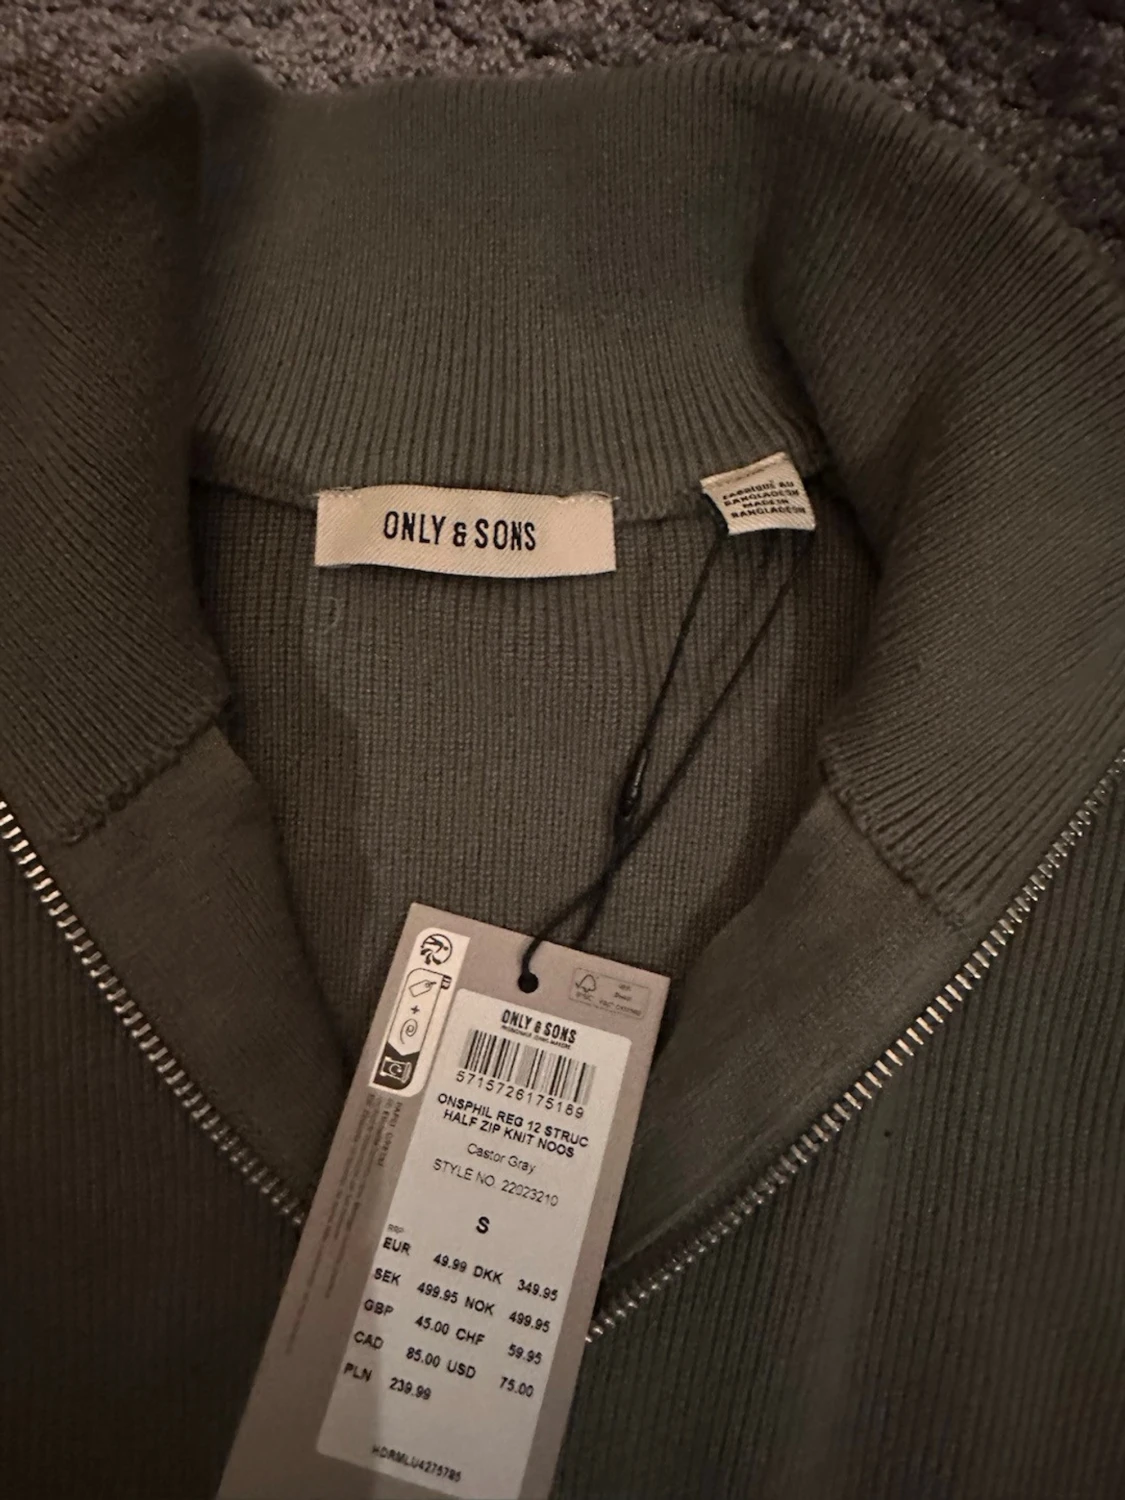 ONLY & SONS
FABRIQUÉ AU
BANGLADESH
MADE IN
BANGLADESH
FSC
ONLY & SONS
5715726175189
ONSPHIL REG 12 STRUC
HALF ZIP KNIT NOOS
Castor Gray
STYLE NO. 22023210
S
RRP
EUR 49.99 DKK 349.95
SEK 499.95 NOK 499.95
GBP 45.00 CHF 59.95
CAD 85.00 USD 75.00
PLN 239.99